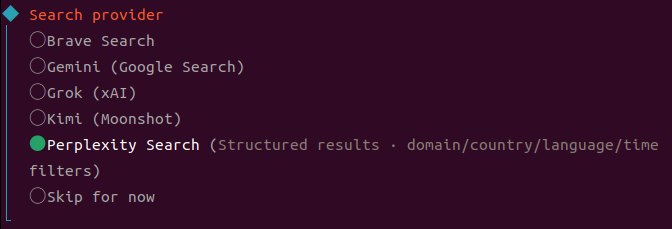 Search provider
Brave Search
Gemini (Google Search)
Grok (xAI)
Kimi (Moonshot)
Perplexity Search (Structured results · domain/country/language/time
filters)
Skip for now